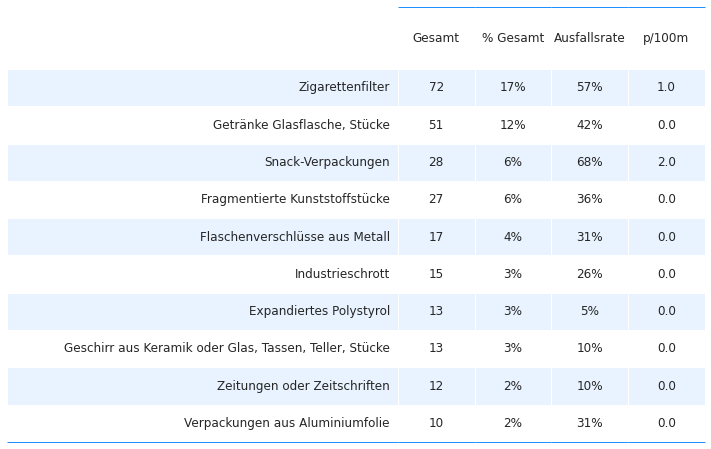 Gesamt % Gesamt Ausfallsrate p/100m
Zigarettenfilter 72 17% 57% 1.0
Getränke Glasflasche, Stücke 51 12% 42% 0.0
Snack-Verpackungen 28 6% 68% 2.0
Fragmentierte Kunststoffstücke 27 6% 36% 0.0
Flaschenverschlüsse aus Metall 17 4% 31% 0.0
Industrieschrott 15 3% 26% 0.0
Expandiertes Polystyrol 13 3% 5% 0.0
Geschirr aus Keramik oder Glas, Tassen, Teller, Stücke 13 3% 10% 0.0
Zeitungen oder Zeitschriften 12 2% 10% 0.0
Verpackungen aus Aluminiumfolie 10 2% 31% 0.0